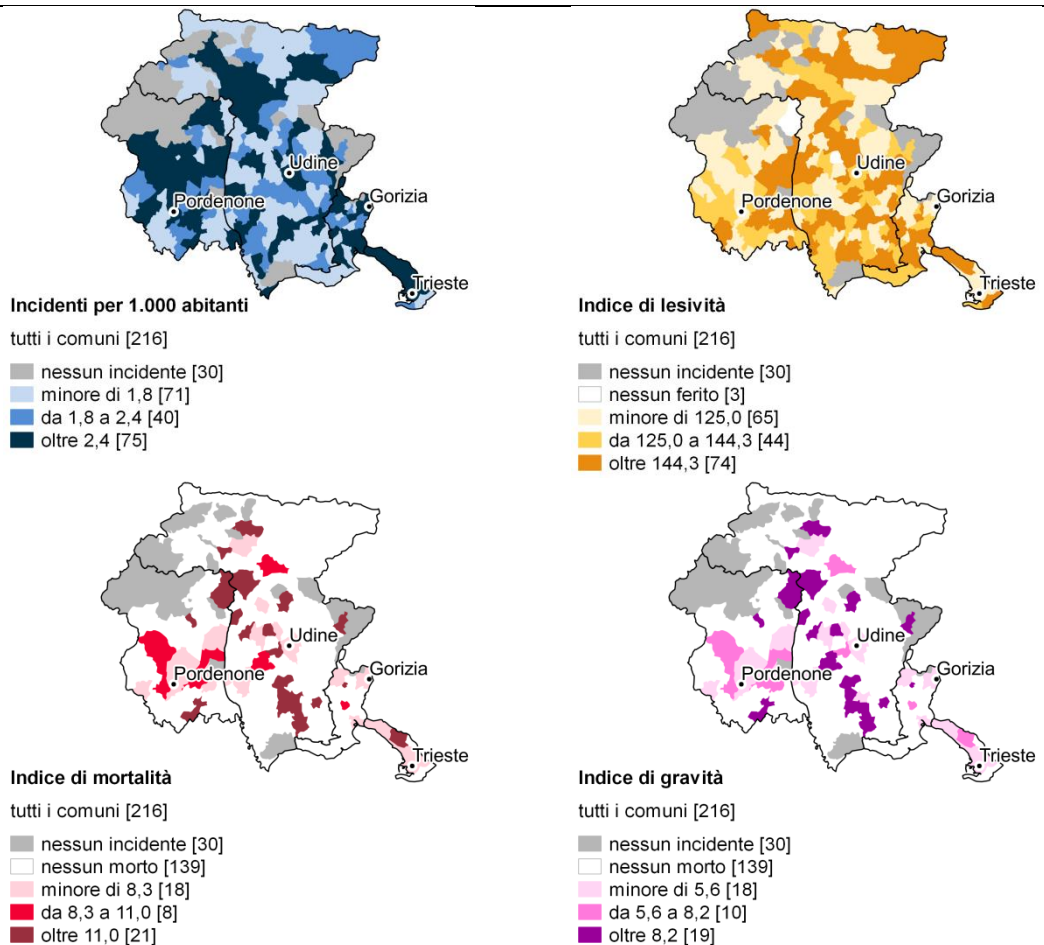 Udine
Pordenone
Gorizia
Trieste
Incidenti per 1.000 abitanti
tutti i comuni [216]
nessun incidente [30]
minore di 1,8 [71]
da 1,8 a 2,4 [40]
oltre 2,4 [75]
Udine
Pordenone
Gorizia
Trieste
Indice di lesività
tutti i comuni [216]
nessun incidente [30]
nessun ferito [3]
minore di 125,0 [65]
da 125,0 a 144,3 [44]
oltre 144,3 [74]
Udine
Pordenone
Gorizia
Trieste
Indice di mortalità
tutti i comuni [216]
nessun incidente [30]
nessun morto [139]
minore di 8,3 [18]
da 8,3 a 11,0 [8]
oltre 11,0 [21]
Udine
Pordenone
Gorizia
Trieste
Indice di gravità
tutti i comuni [216]
nessun incidente [30]
nessun morto [139]
minore di 5,6 [18]
da 5,6 a 8,2 [10]
oltre 8,2 [19]